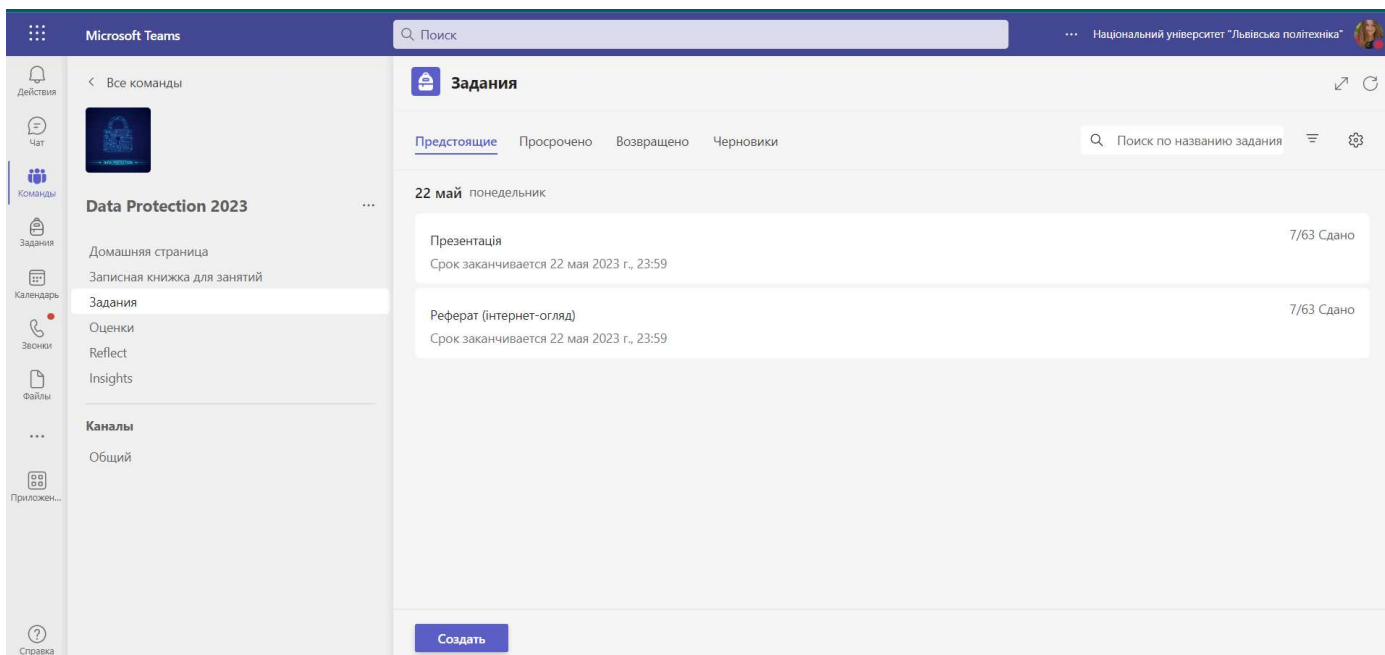 Microsoft Teams
Поиск
Національний університет "Львівська політехніка"
Действия
Чат
Команды
Задания
Календарь
Звонки
Файлы
Приложен...
Справка
Все команды
Data Protection 2023
Домашняя страница
Записная книжка для занятий
Задания
Оценки
Reflect
Insights
Каналы
Общий
Задания
Предстоящие Просрочено Возвращено Черновики
Поиск по названию задания
22 май понедельник
Презентація 7/63 Сдано
Срок заканчивается 22 мая 2023 г., 23:59
Реферат (інтернет-огляд) 7/63 Сдано
Срок заканчивается 22 мая 2023 г., 23:59
Создать